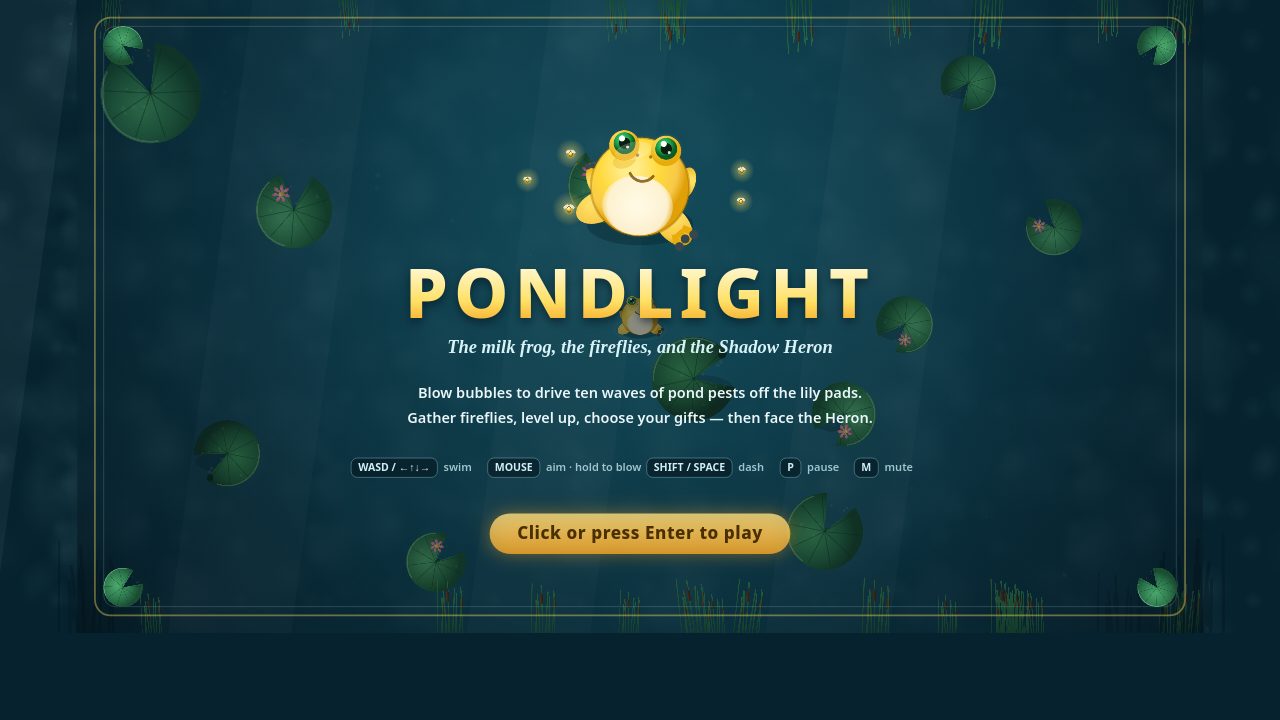 PONDLIGHT
The milk frog, the fireflies, and the Shadow Heron
Blow bubbles to drive ten waves of pond pests off the lily pads.
Gather fireflies, level up, choose your gifts — then face the Heron.
WASD / ←↑↓→ swim MOUSE aim · hold to blow SHIFT / SPACE dash P pause M mute
Click or press Enter to play